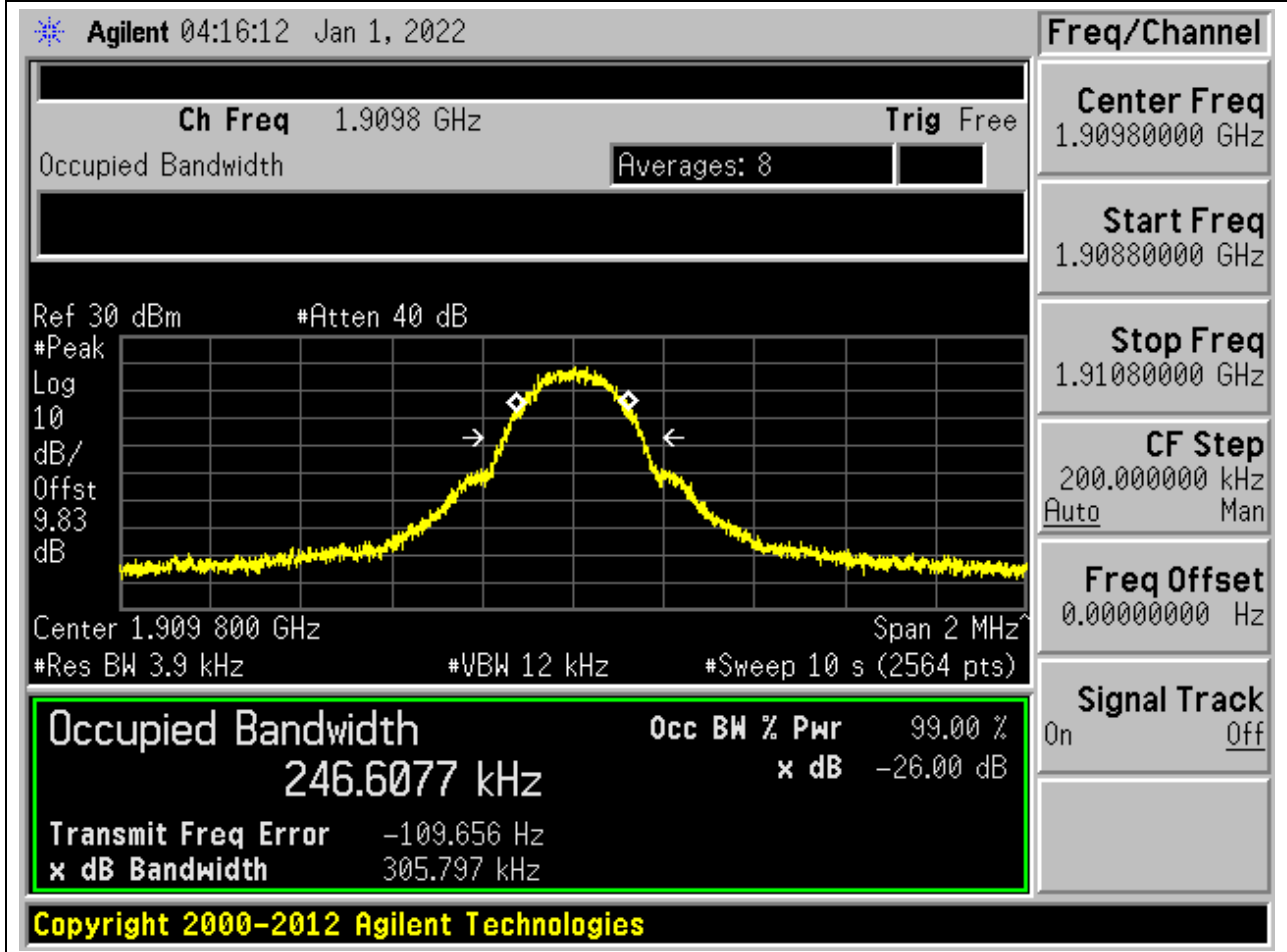 Agilent 04:16:12 Jan 1, 2022
Ch Freq 1.9098 GHz Trig Free
Occupied Bandwidth Averages: 8
Ref 30 dBm #Atten 40 dB
#Peak
Log
10
dB/
Offst
9.83
dB
Center 1.909 800 GHz Span 2 MHz^
#Res BW 3.9 kHz #VBW 12 kHz #Sweep 10 s (2564 pts)
Occupied Bandwidth Occ BW % Pwr 99.00 %
246.6077 kHz x dB -26.00 dB
Transmit Freq Error -109.656 Hz
x dB Bandwidth 305.797 kHz
Copyright 2000-2012 Agilent Technologies
Freq/Channel
Center Freq
1.90980000 GHz
Start Freq
1.90880000 GHz
Stop Freq
1.91080000 GHz
CF Step
200.000000 kHz
Auto Man
Freq Offset
0.00000000 Hz
Signal Track
On Off